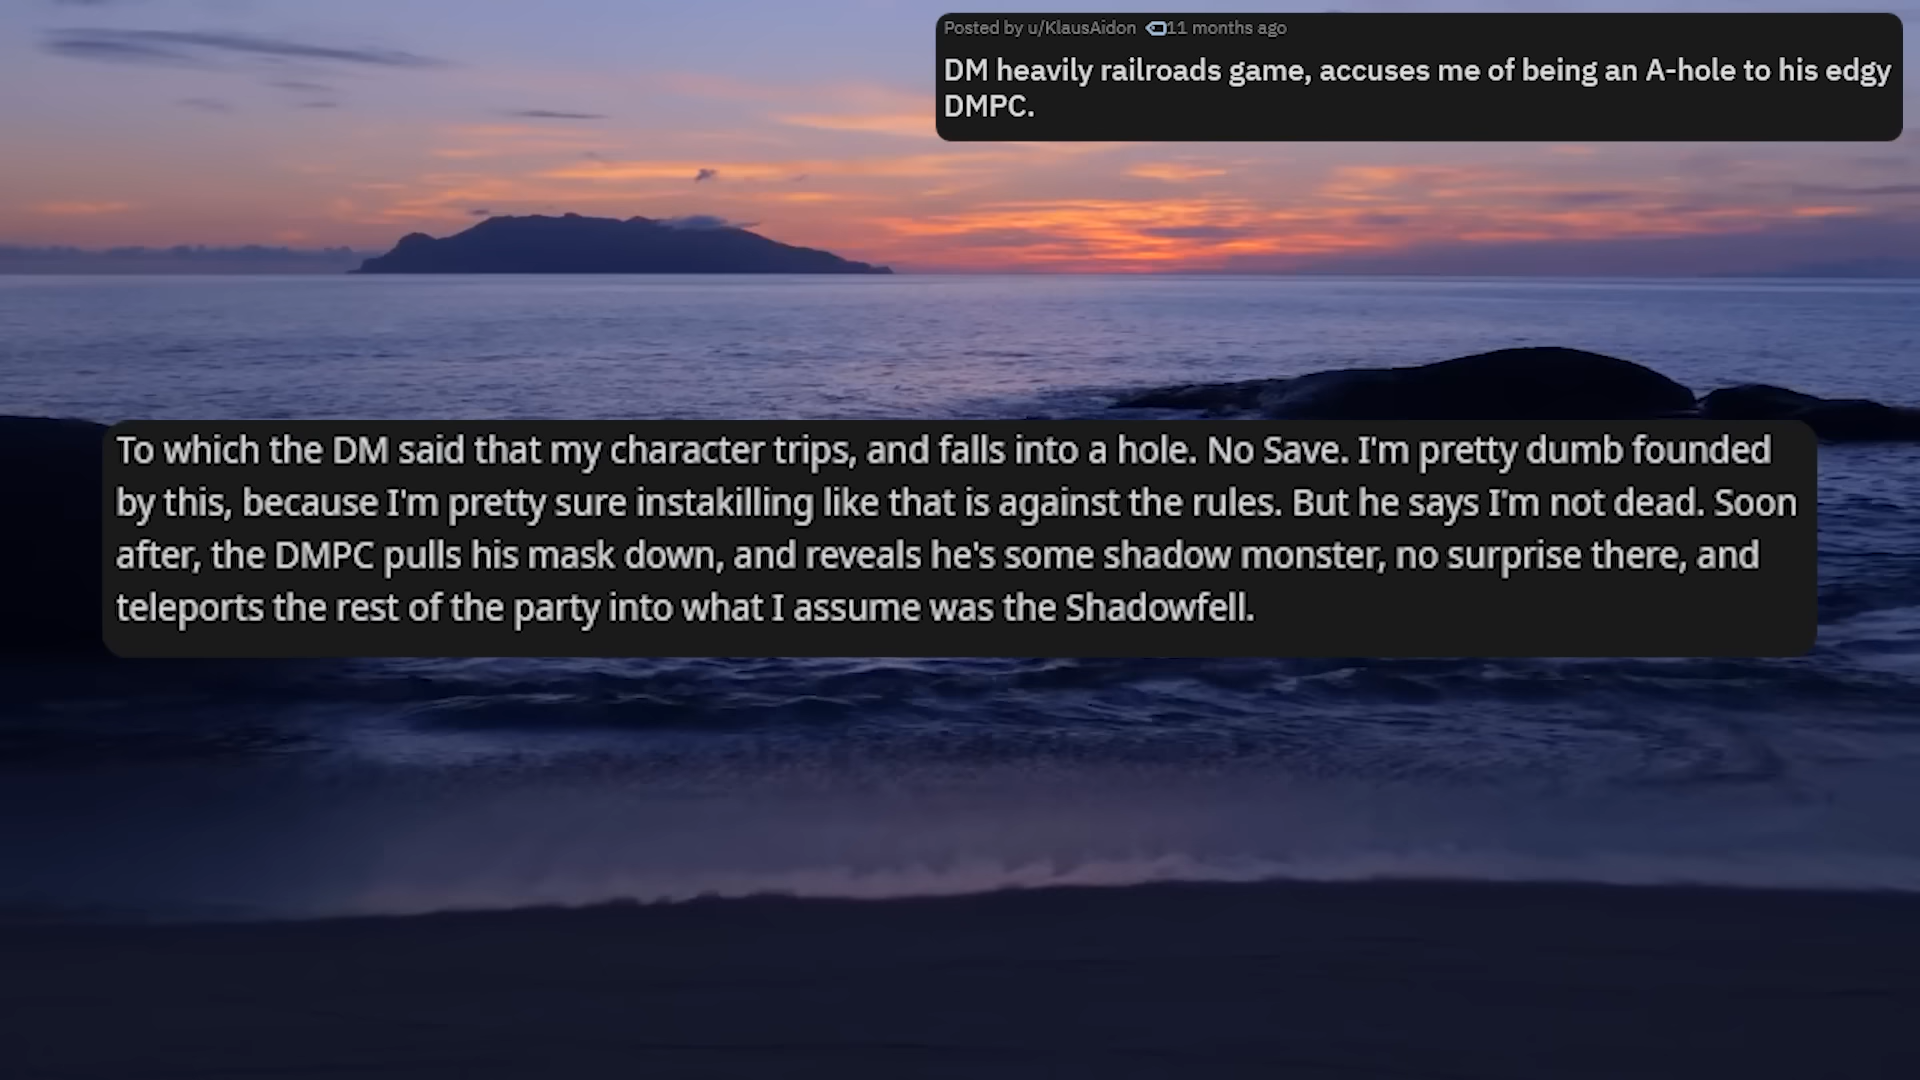 Posted by u/KlausAidon 11 months ago
DM heavily railroads game, accuses me of being an A-hole to his edgy
DMPC.
To which the DM said that my character trips, and falls into a hole. No Save. I'm pretty dumb founded
by this, because I'm pretty sure instakilling like that is against the rules. But he says I'm not dead. Soon
after, the DMPC pulls his mask down, and reveals he's some shadow monster, no surprise there, and
teleports the rest of the party into what I assume was the Shadowfell.